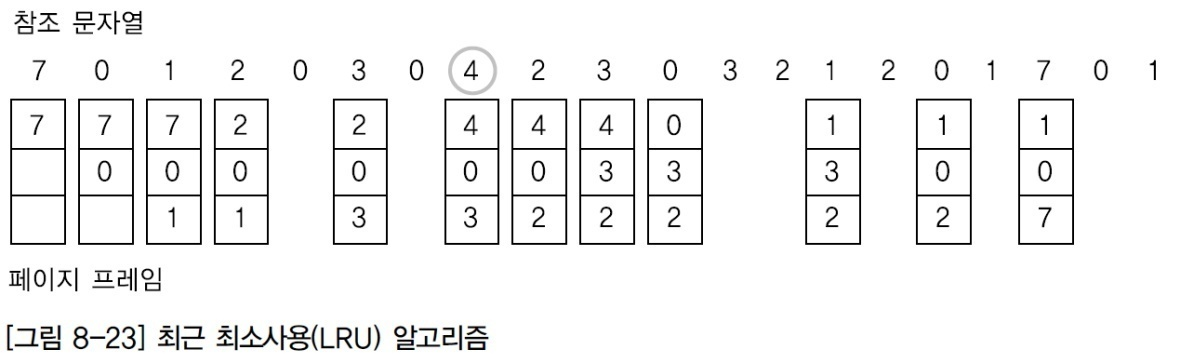 참조 문자열
7 0 1 2 0 3 0 4 2 3 0 3 2 1 2 0 1 7 0 1
7 7 7 2 2 4 4 4 0 1 1 1
0 0 0 0 0 0 3 3 3 0 0
1 1 3 3 2 2 2 2 2 7
페이지 프레임
[그림 8-23] 최근 최소사용(LRU) 알고리즘